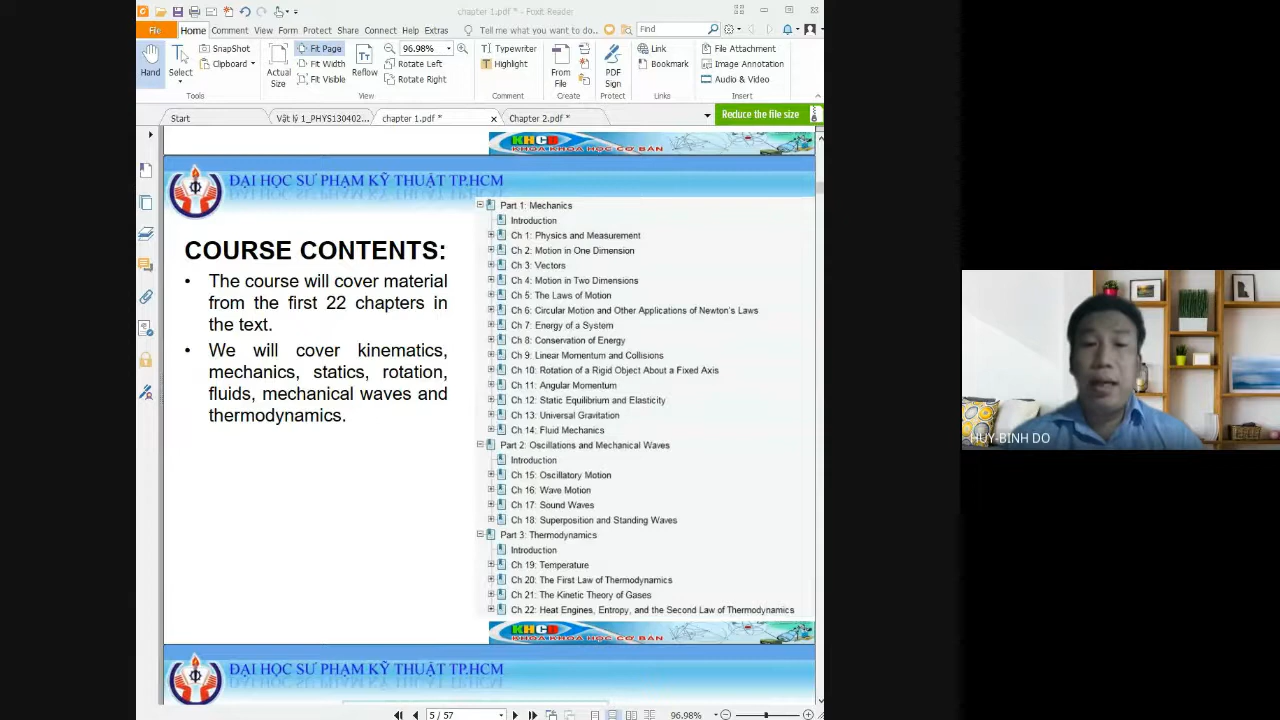 chapter 1.pdf * - Foxit Reader
File Home Comment View Form Protect Share Connect Help Extras Tell me what you want to do... Find
Hand
Select
SnapShot
Clipboard
Actual Size
Fit Page
Fit Width
Fit Visible
Reflow
96.98%
Rotate Left
Rotate Right
Typewriter
Highlight
From File
PDF Sign
Link
Bookmark
File Attachment
Image Annotation
Audio & Video
Tools View Comment Create Protect Links Insert
Start Vật lý 1_PHYS130402... chapter 1.pdf * Chapter 2.pdf * Reduce the file size
KHCB
KHOA KHOA HỌC CƠ BẢN
ĐẠI HỌC SƯ PHẠM KỸ THUẬT TP.HCM
COURSE CONTENTS:
• The course will cover material
from the first 22 chapters in
the text.
• We will cover kinematics,
mechanics, statics, rotation,
fluids, mechanical waves and
thermodynamics.
Part 1: Mechanics
Introduction
Ch 1: Physics and Measurement
Ch 2: Motion in One Dimension
Ch 3: Vectors
Ch 4: Motion in Two Dimensions
Ch 5: The Laws of Motion
Ch 6: Circular Motion and Other Applications of Newton's Laws
Ch 7: Energy of a System
Ch 8: Conservation of Energy
Ch 9: Linear Momentum and Collisions
Ch 10: Rotation of a Rigid Object About a Fixed Axis
Ch 11: Angular Momentum
Ch 12: Static Equilibrium and Elasticity
Ch 13: Universal Gravitation
Ch 14: Fluid Mechanics
Part 2: Oscillations and Mechanical Waves
Introduction
Ch 15: Oscillatory Motion
Ch 16: Wave Motion
Ch 17: Sound Waves
Ch 18: Superposition and Standing Waves
Part 3: Thermodynamics
Introduction
Ch 19: Temperature
Ch 20: The First Law of Thermodynamics
Ch 21: The Kinetic Theory of Gases
Ch 22: Heat Engines, Entropy, and the Second Law of Thermodynamics
KHCB
KHOA KHOA HỌC CƠ BẢN
ĐẠI HỌC SƯ PHẠM KỸ THUẬT TP.HCM
5 / 57 96.98%
HUY-BINH DO